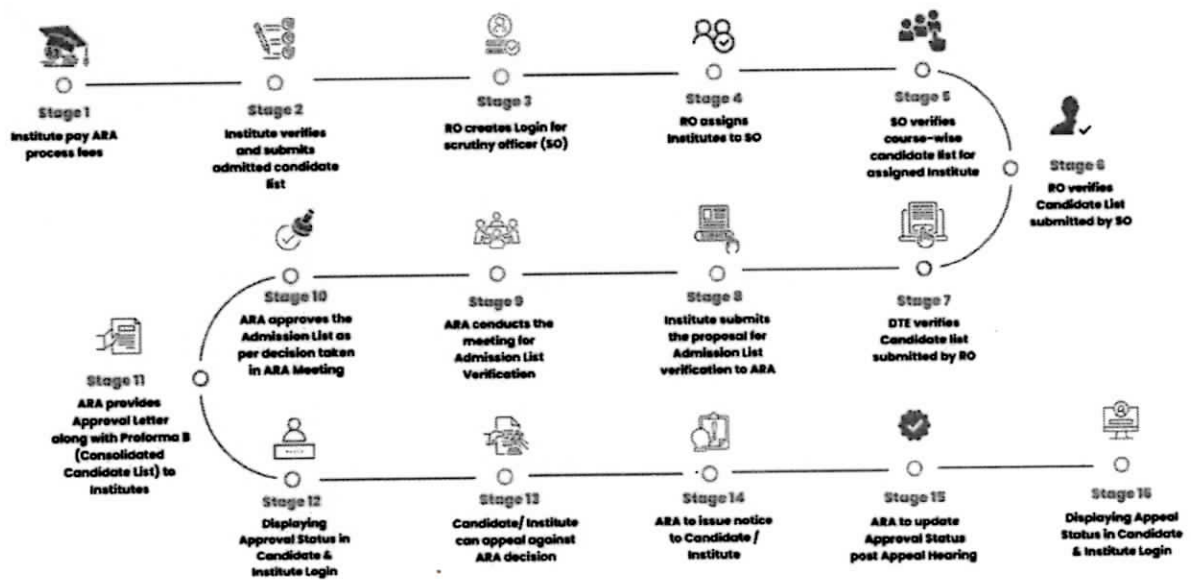 Stage 1
Institute pay ARA
process fees
Stage 2
Institute verifies
and submits
admitted candidate
list
Stage 3
RO creates Login for
scrutiny officer (SO)
Stage 4
RO assigns
Institutes to SO
Stage 5
SO verifies
course-wise
candidate list for
assigned Institute
Stage 6
RO verifies
Candidate List
submitted by SO
Stage 7
DTE verifies
Candidate list
submitted by RO
Stage 8
Institute submits
the proposal for
Admission List
verification to ARA
Stage 9
ARA conducts the
meeting for
Admission List
Verification
Stage 10
ARA approves the
Admission List as
per decision taken
in ARA Meeting
Stage 11
ARA provides
Approval Letter
along with Proforma B
(Consolidated
Candidate List) to
Institutes
Stage 12
Displaying
Approval Status in
Candidate &
Institute Login
Stage 13
Candidate/ Institute
can appeal against
ARA decision
Stage 14
ARA to issue notice
to Candidate /
Institute
Stage 15
ARA to update
Approval Status
post Appeal Hearing
Stage 16
Displaying Appeal
Status in Candidate
& Institute Login